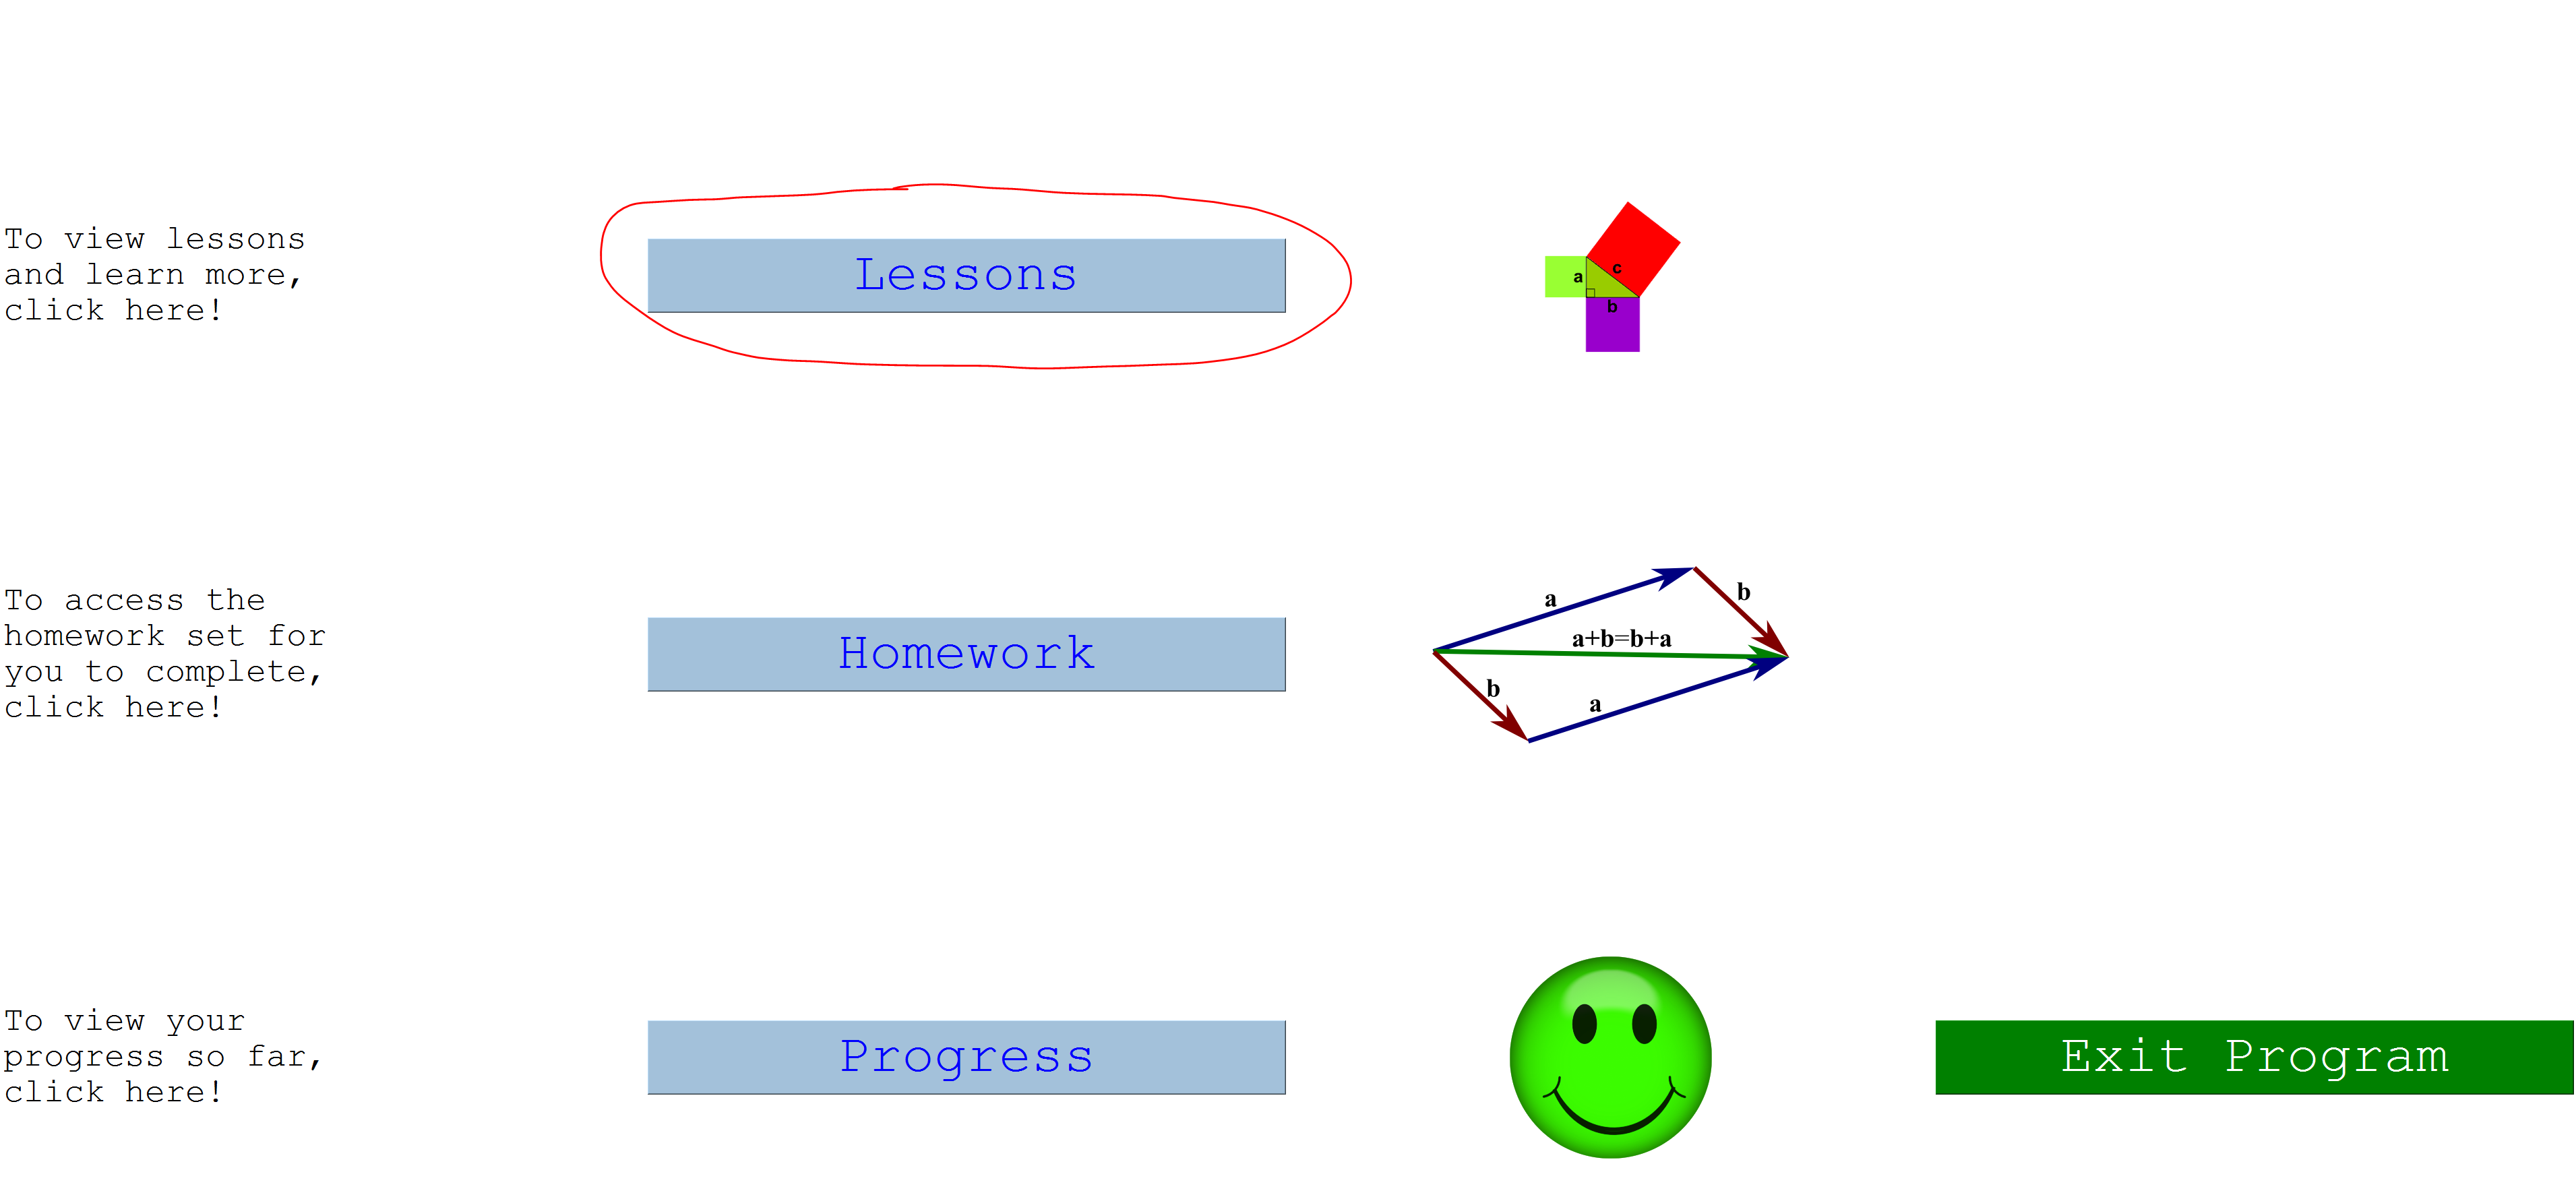 To view lessons
and learn more,
click here!
Lessons
a
c
b
To access the
homework set for
you to complete,
click here!
Homework
a
b
a+b=b+a
b
a
To view your
progress so far,
click here!
Progress
Exit Program